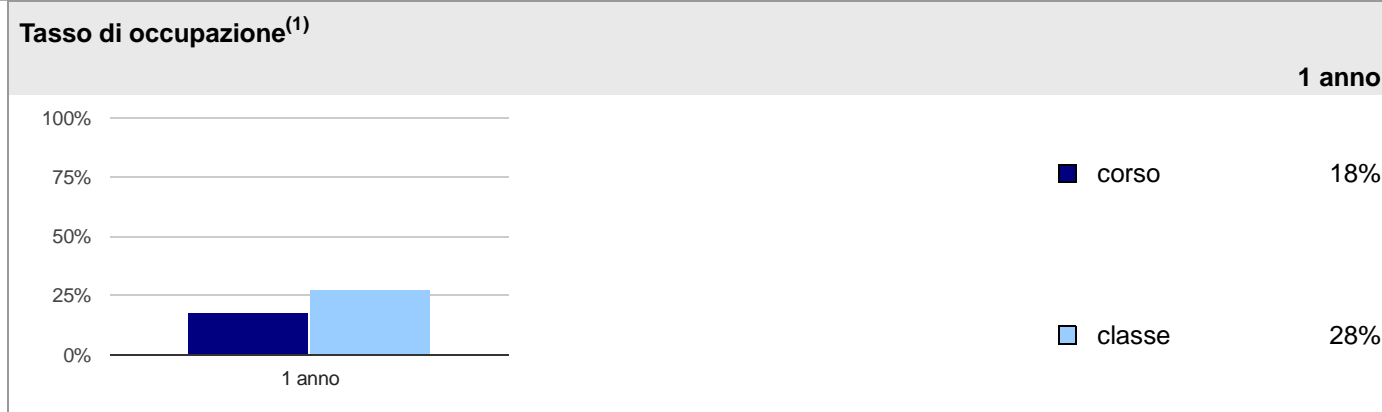 Tasso di occupazione(1)
1 anno
100%
75%
50%
25%
0%
1 anno
corso 18%
classe 28%